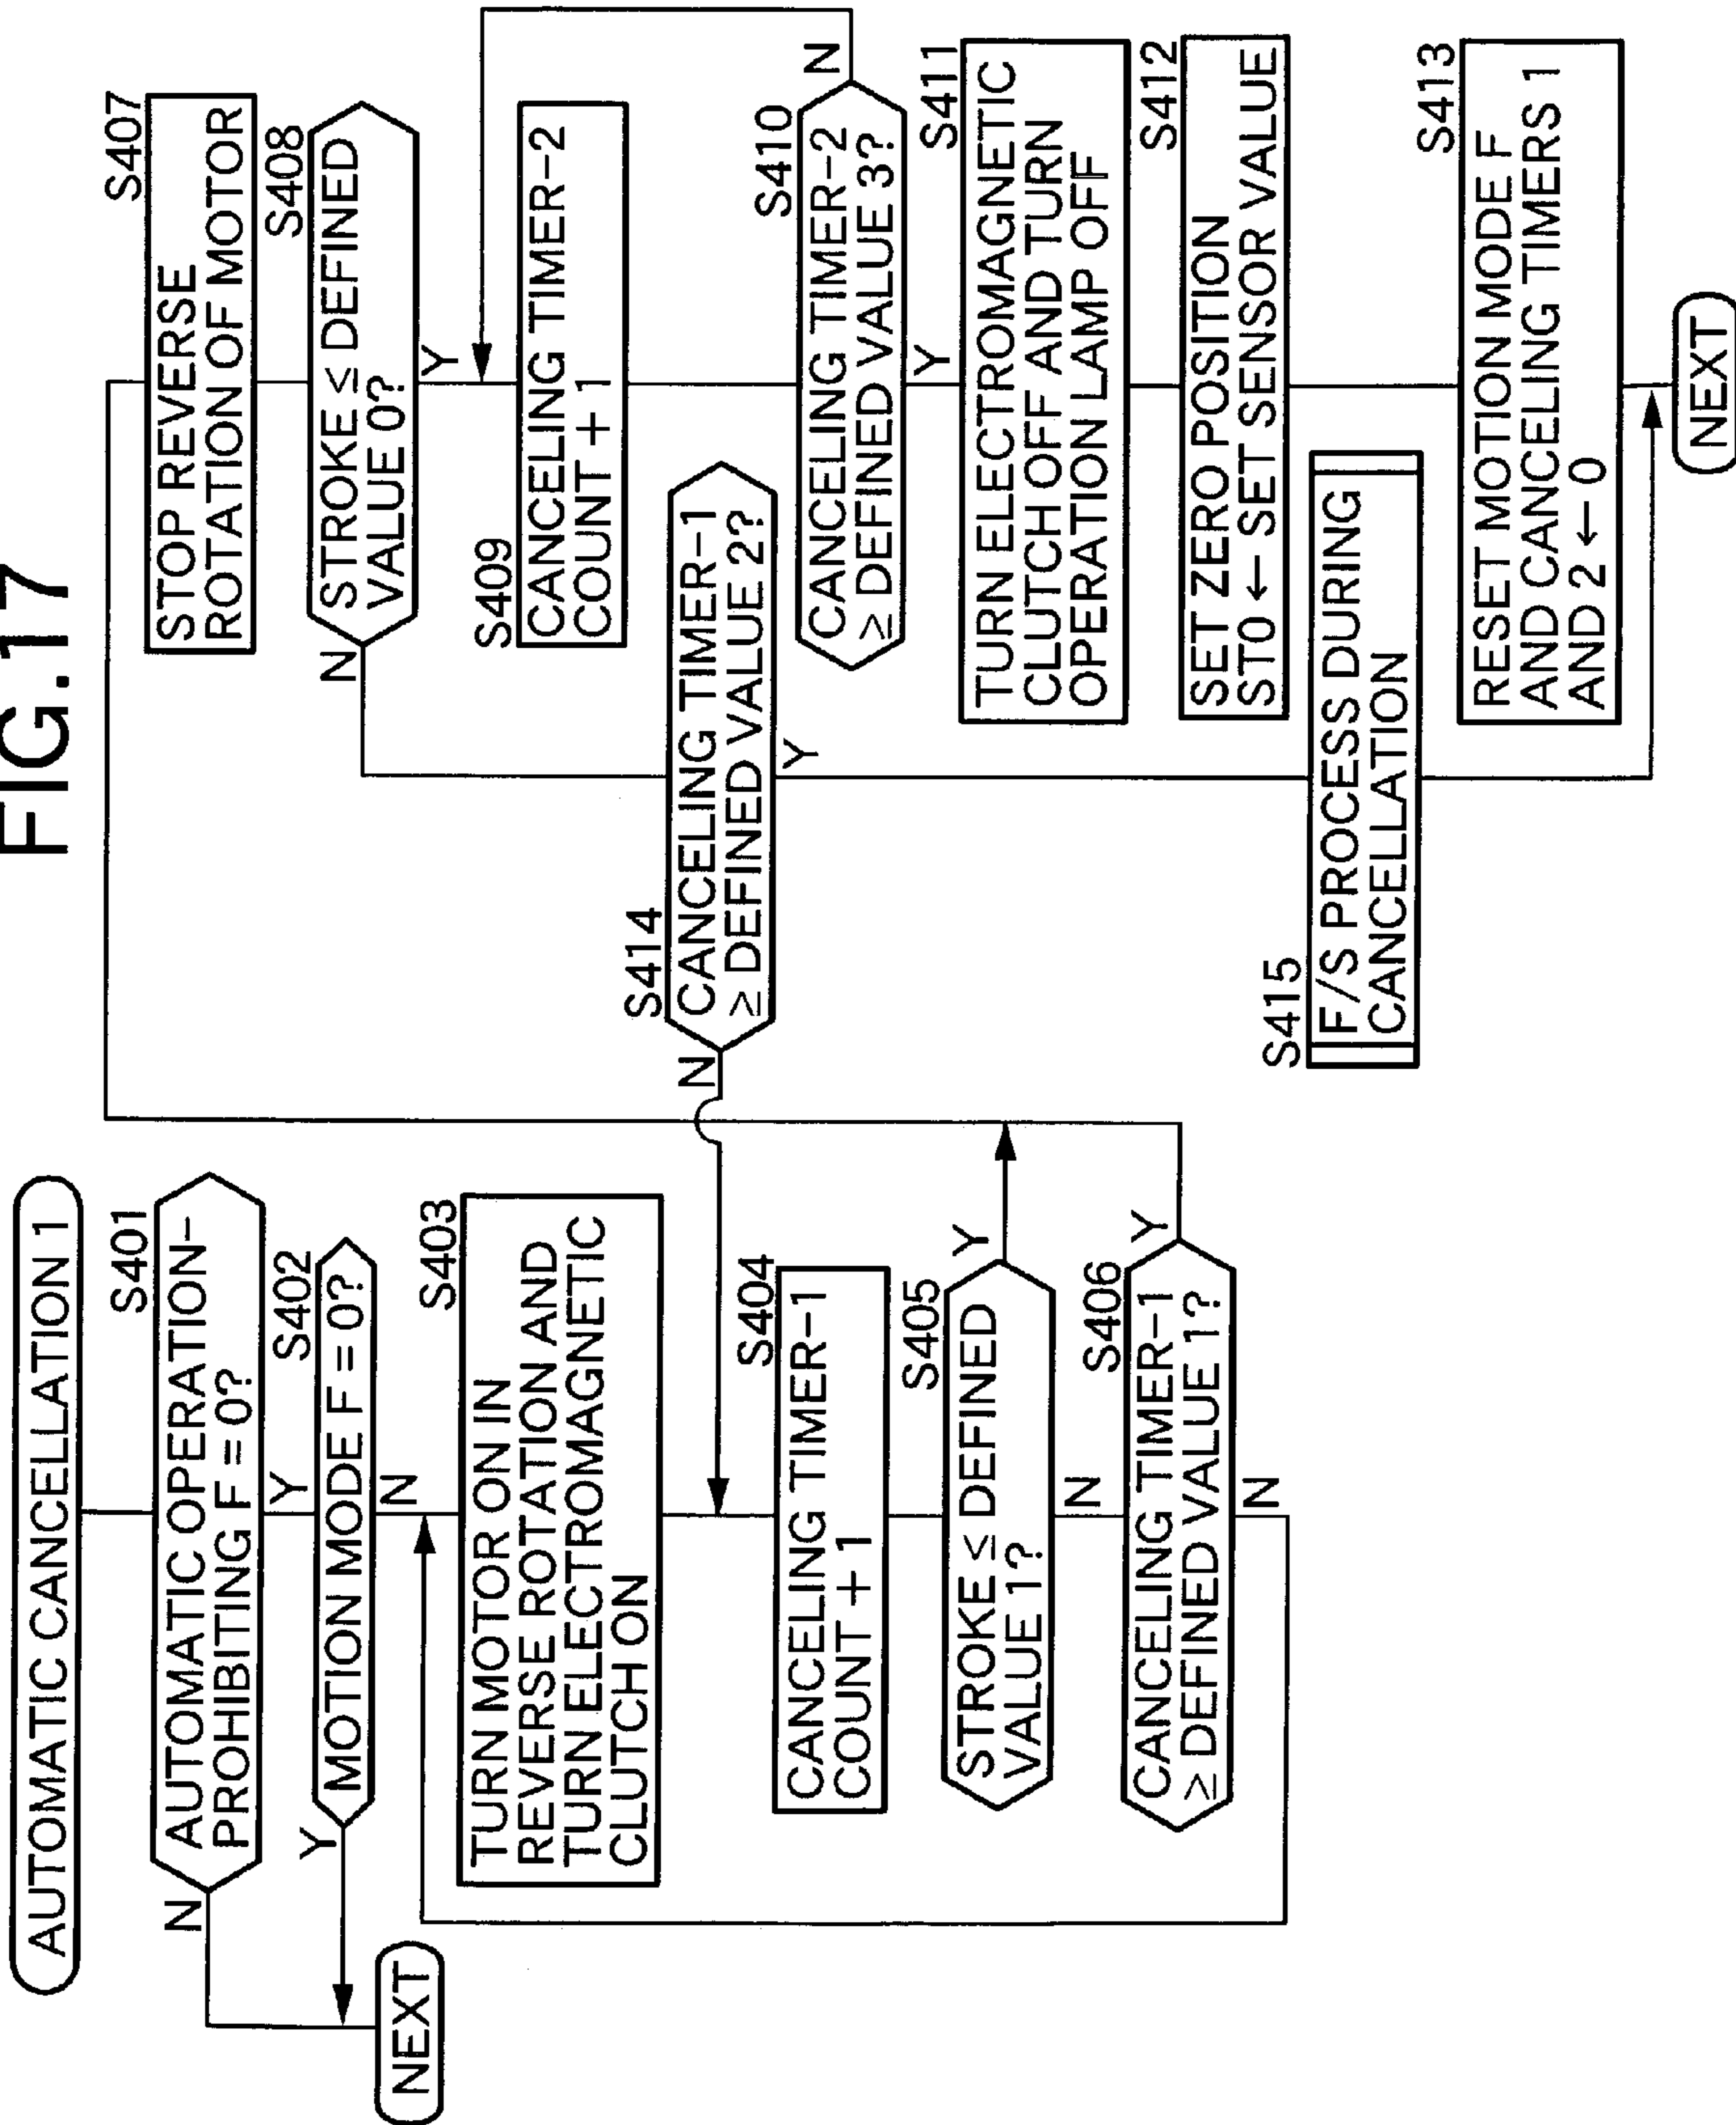 FIG.17
AUTOMATIC CANCELLATION 1
S401
AUTOMATIC OPERATION-
PROHIBITING F = 0?
N
Y
S402
MOTION MODE F = 0?
Y
N
NEXT
S403
TURN MOTOR ON IN
REVERSE ROTATION AND
TURN ELECTROMAGNETIC
CLUTCH ON
S404
CANCELING TIMER-1
COUNT + 1
S405
STROKE ≤ DEFINED
VALUE 1?
Y
N
S406
CANCELING TIMER-1
≥ DEFINED VALUE 1?
Y
N
S407
STOP REVERSE
ROTATION OF MOTOR
S408
STROKE ≤ DEFINED
VALUE 0?
N
Y
S409
CANCELING TIMER-2
COUNT + 1
S414
CANCELING TIMER-1
≥ DEFINED VALUE 2?
N
Y
S410
CANCELING TIMER-2
≥ DEFINED VALUE 3?
N
Y
S411
TURN ELECTROMAGNETIC
CLUTCH OFF AND TURN
OPERATION LAMP OFF
S412
SET ZERO POSITION
ST0 ← SET SENSOR VALUE
S415
F/S PROCESS DURING
CANCELLATION
S413
RESET MOTION MODE F
AND CANCELING TIMERS 1
AND 2 ← 0
NEXT